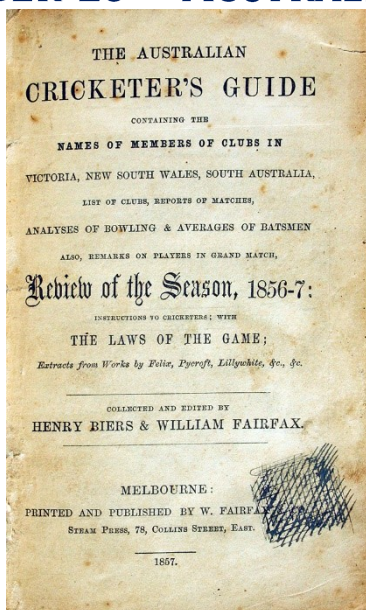 THE AUSTRALIAN
CRICKETER'S GUIDE
CONTAINING THE
NAMES OF MEMBERS OF CLUBS IN
VICTORIA, NEW SOUTH WALES, SOUTH AUSTRALIA,
LIST OF CLUBS, REPORTS OF MATCHES,
ANALYSES OF BOWLING & AVERAGES OF BATSMEN
ALSO, REMARKS ON PLAYERS IN GRAND MATCH,
Review of the Season, 1856-7:
INSTRUCTIONS TO CRICKETERS; WITH
THE LAWS OF THE GAME;
Extracts from Works by Felix, Pycroft, Lillywhite, &c., &c.
COLLECTED AND EDITED BY
HENRY BIERS & WILLIAM FAIRFAX.
MELBOURNE:
PRINTED AND PUBLISHED BY W. FAIRFAX
STEAM PRESS, 78, COLLINS STREET, EAST.
1857.